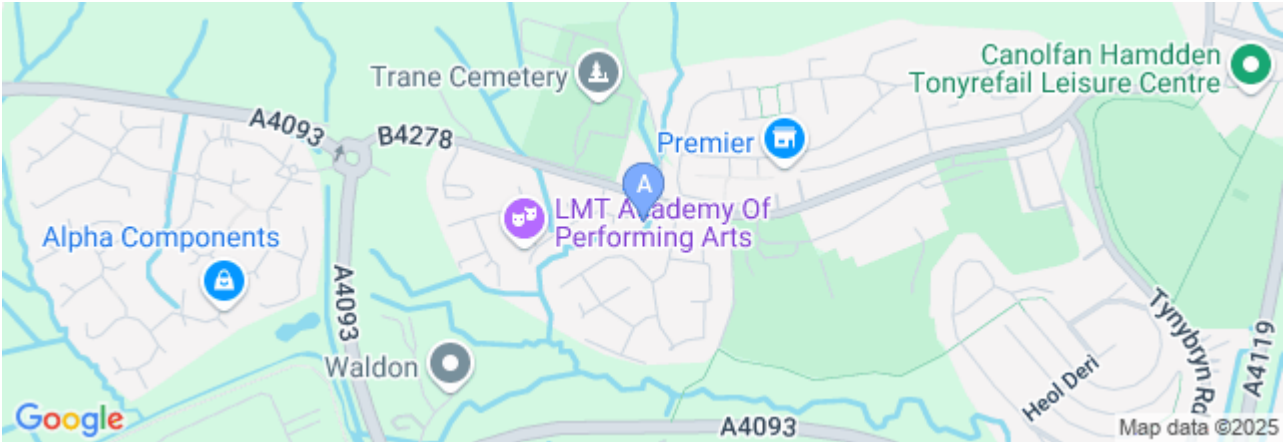 Canolfan Hamdden
Tonyrefail Leisure Centre
Trane Cemetery
A4093
B4278
Premier
A
LMT Academy Of
Performing Arts
Alpha Components
A4093
Tynybryn Rd
A4119
Waldon
Heol Deri
A4093
Google
Map data ©2025